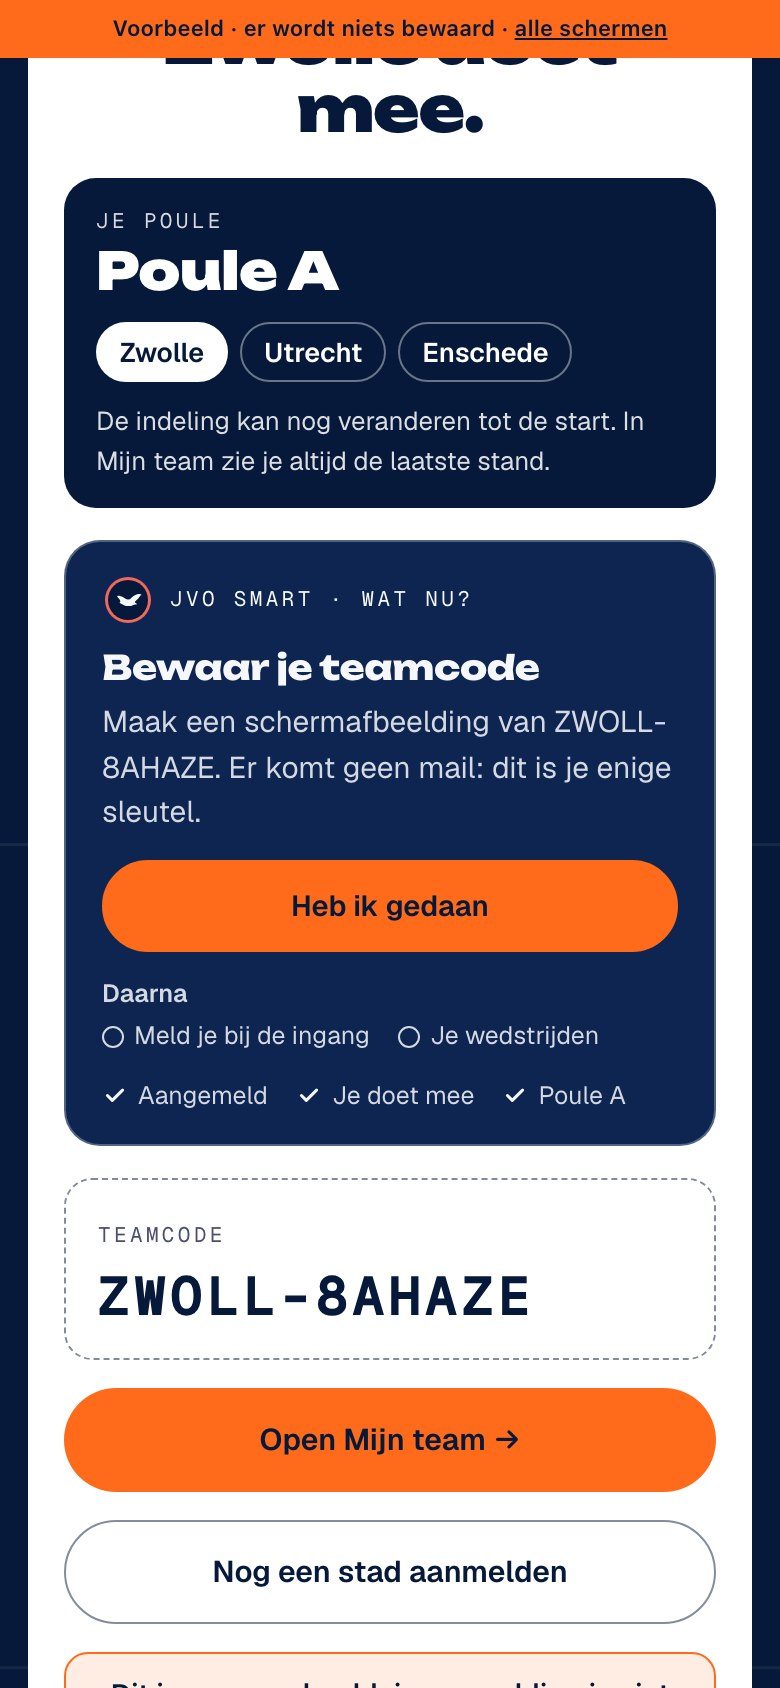 Voorbeeld · er wordt niets bewaard · alle schermen
mee.
JE POULE
Poule A
Zwolle Utrecht Enschede
De indeling kan nog veranderen tot de start. In
Mijn team zie je altijd de laatste stand.
JVO SMART · WAT NU?
Bewaar je teamcode
Maak een schermafbeelding van ZWOLL-
8AHAZE. Er komt geen mail: dit is je enige
sleutel.
Heb ik gedaan
Daarna
Meld je bij de ingang Je wedstrijden
Aangemeld Je doet mee Poule A
TEAMCODE
ZWOLL-8AHAZE
Open Mijn team →
Nog een stad aanmelden